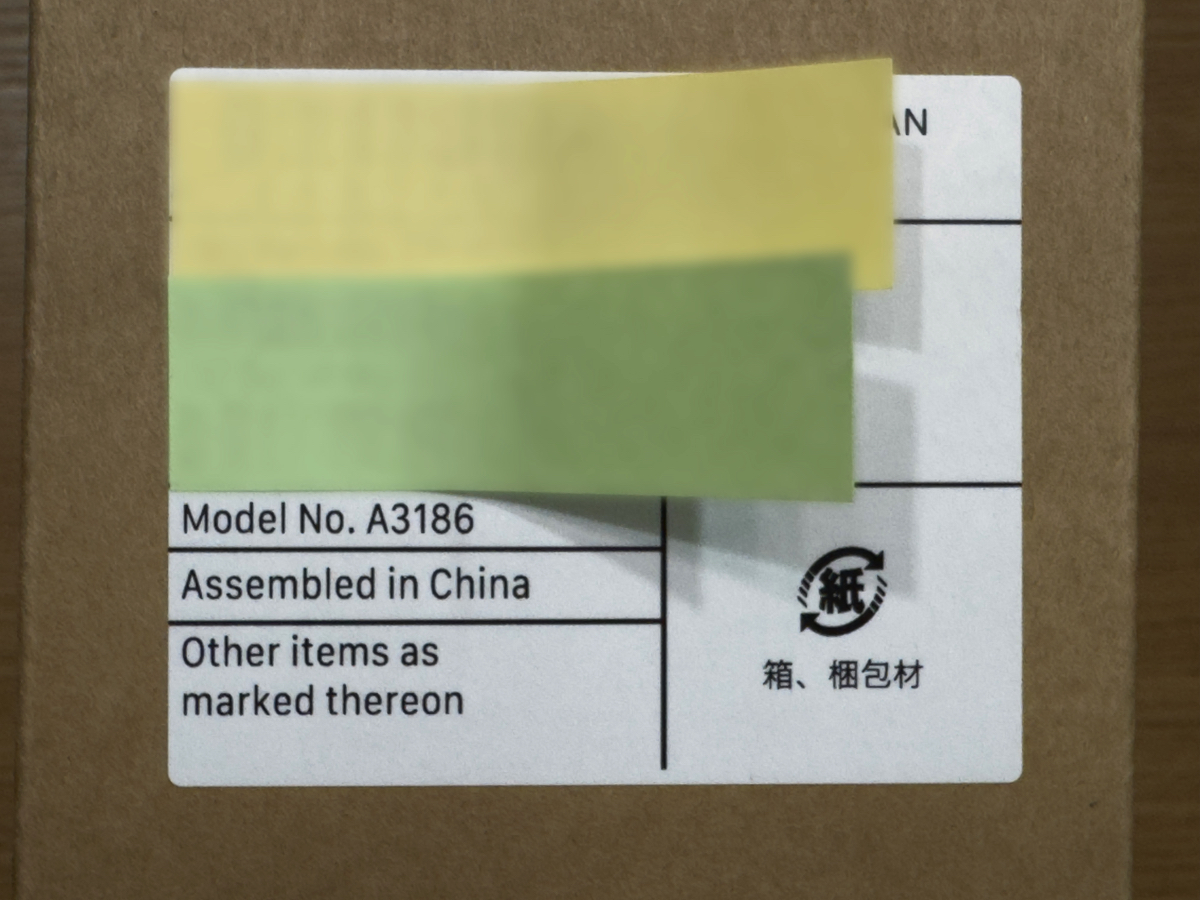 AN
Model No. A3186
Assembled in China
Other items as
marked thereon
紙
箱、梱包材